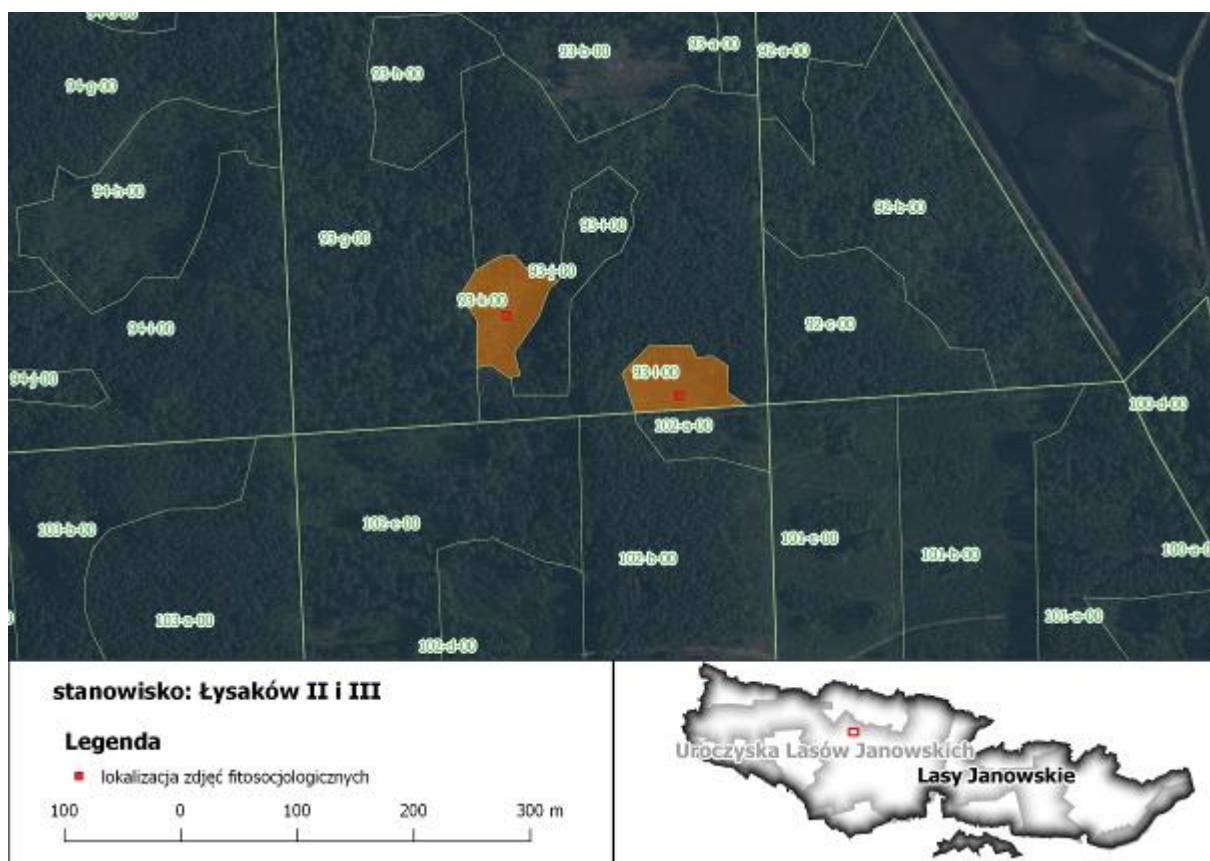 94-g-00
93-h-00
93-b-00
93-a-00
92-a-00
94-h-00
93-g-00
93-i-00
92-b-00
93-j-00
93-k-00
94-i-00
92-c-00
94-j-00
93-l-00
100-d-00
102-a-00
103-b-00
102-c-00
102-b-00
101-c-00
101-b-00
103-a-00
101-a-00
102-d-00
stanowisko: Łysaków II i III
Legenda
lokalizacja zdjęć fitosocjologicznych
100 0 100 200 300 m
Uroczyska Lasów Janowskich
Lasy Janowskie